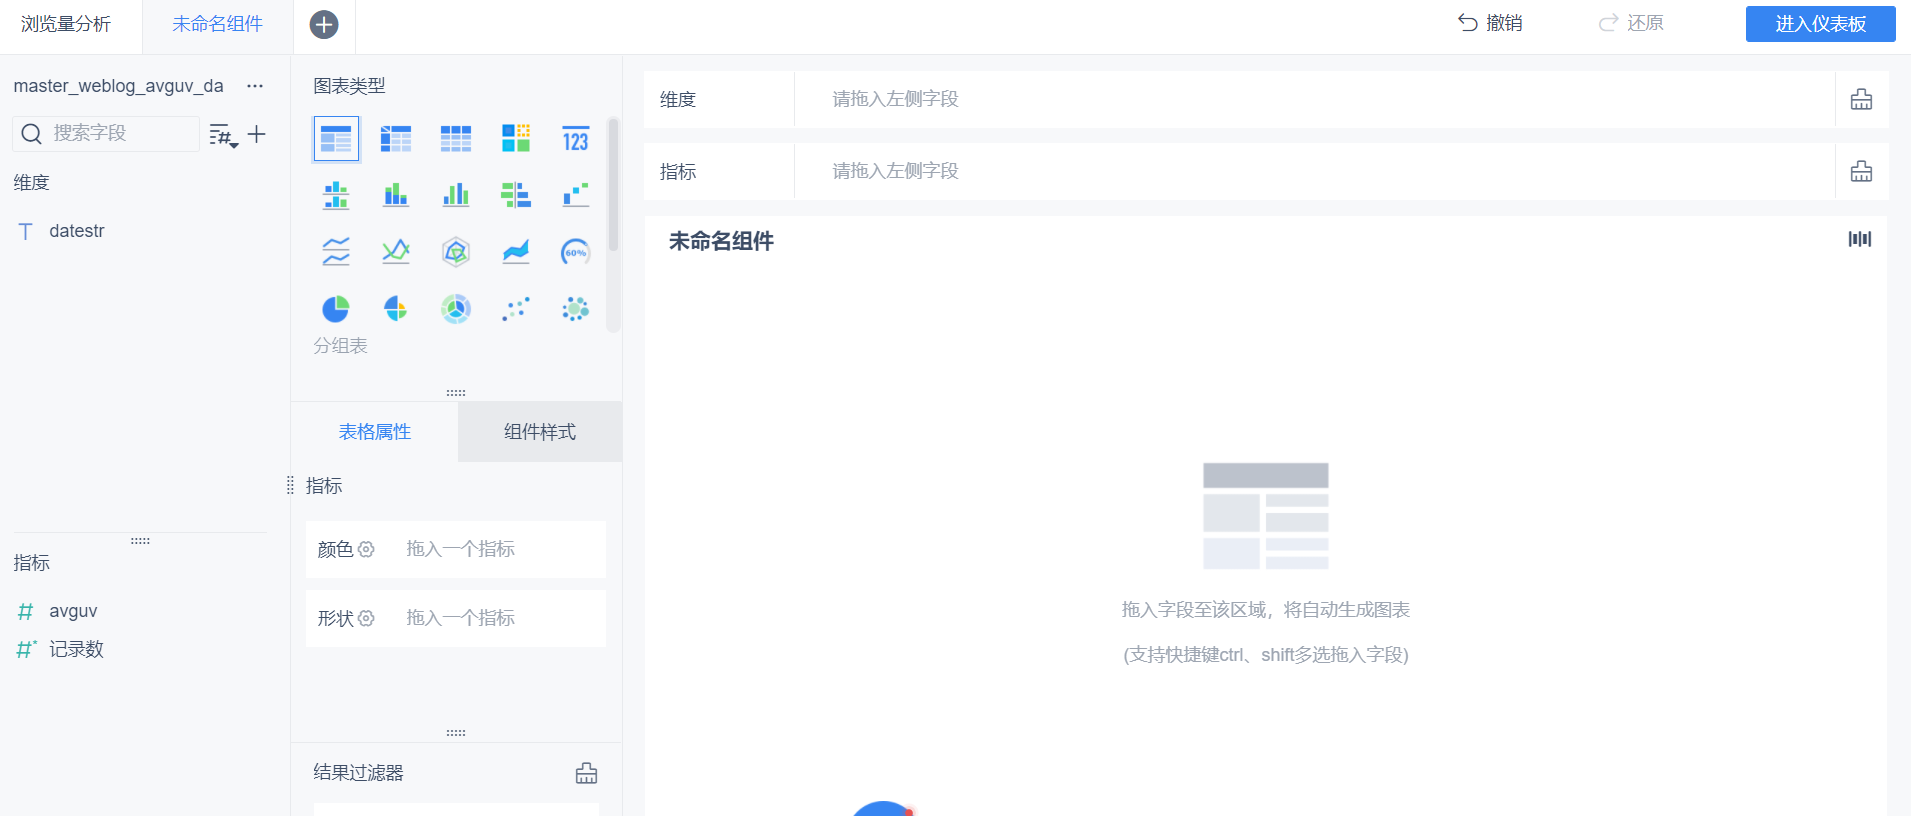 浏览量分析
未命名组件
撤销
还原
进入仪表板
master_weblog_avguv_da
搜索字段
维度
datestr
指标
avguv
记录数
图表类型
123
60%
分组表
表格属性
组件样式
指标
颜色
拖入一个指标
形状
拖入一个指标
结果过滤器
维度
请拖入左侧字段
指标
请拖入左侧字段
未命名组件
拖入字段至该区域，将自动生成图表
(支持快捷键ctrl、shift多选拖入字段)